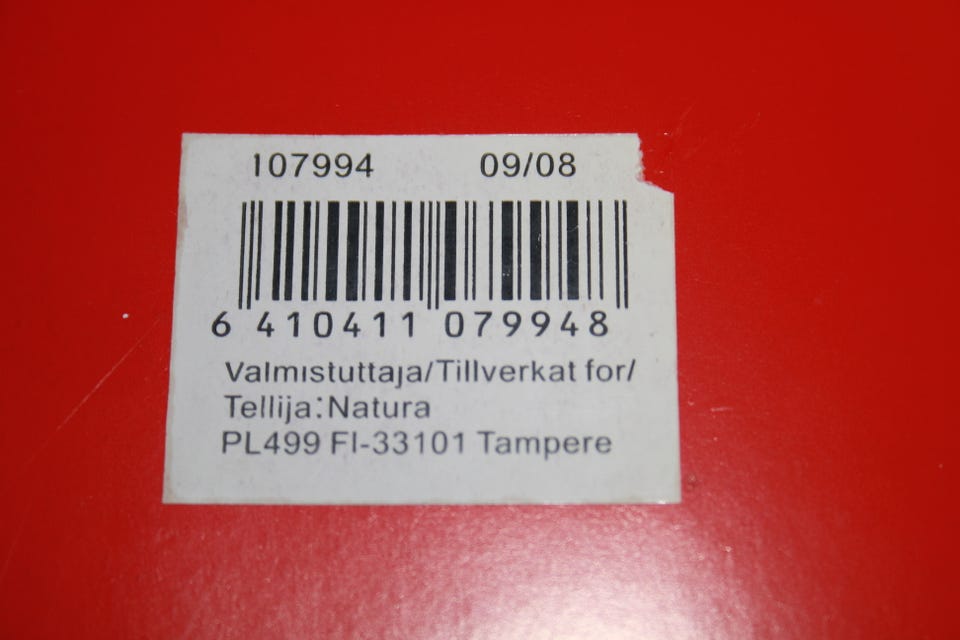 107994 09/08
6 410411 079948
Valmistuttaja/Tillverkat for/
Tellija:Natura
PL499 FI-33101 Tampere